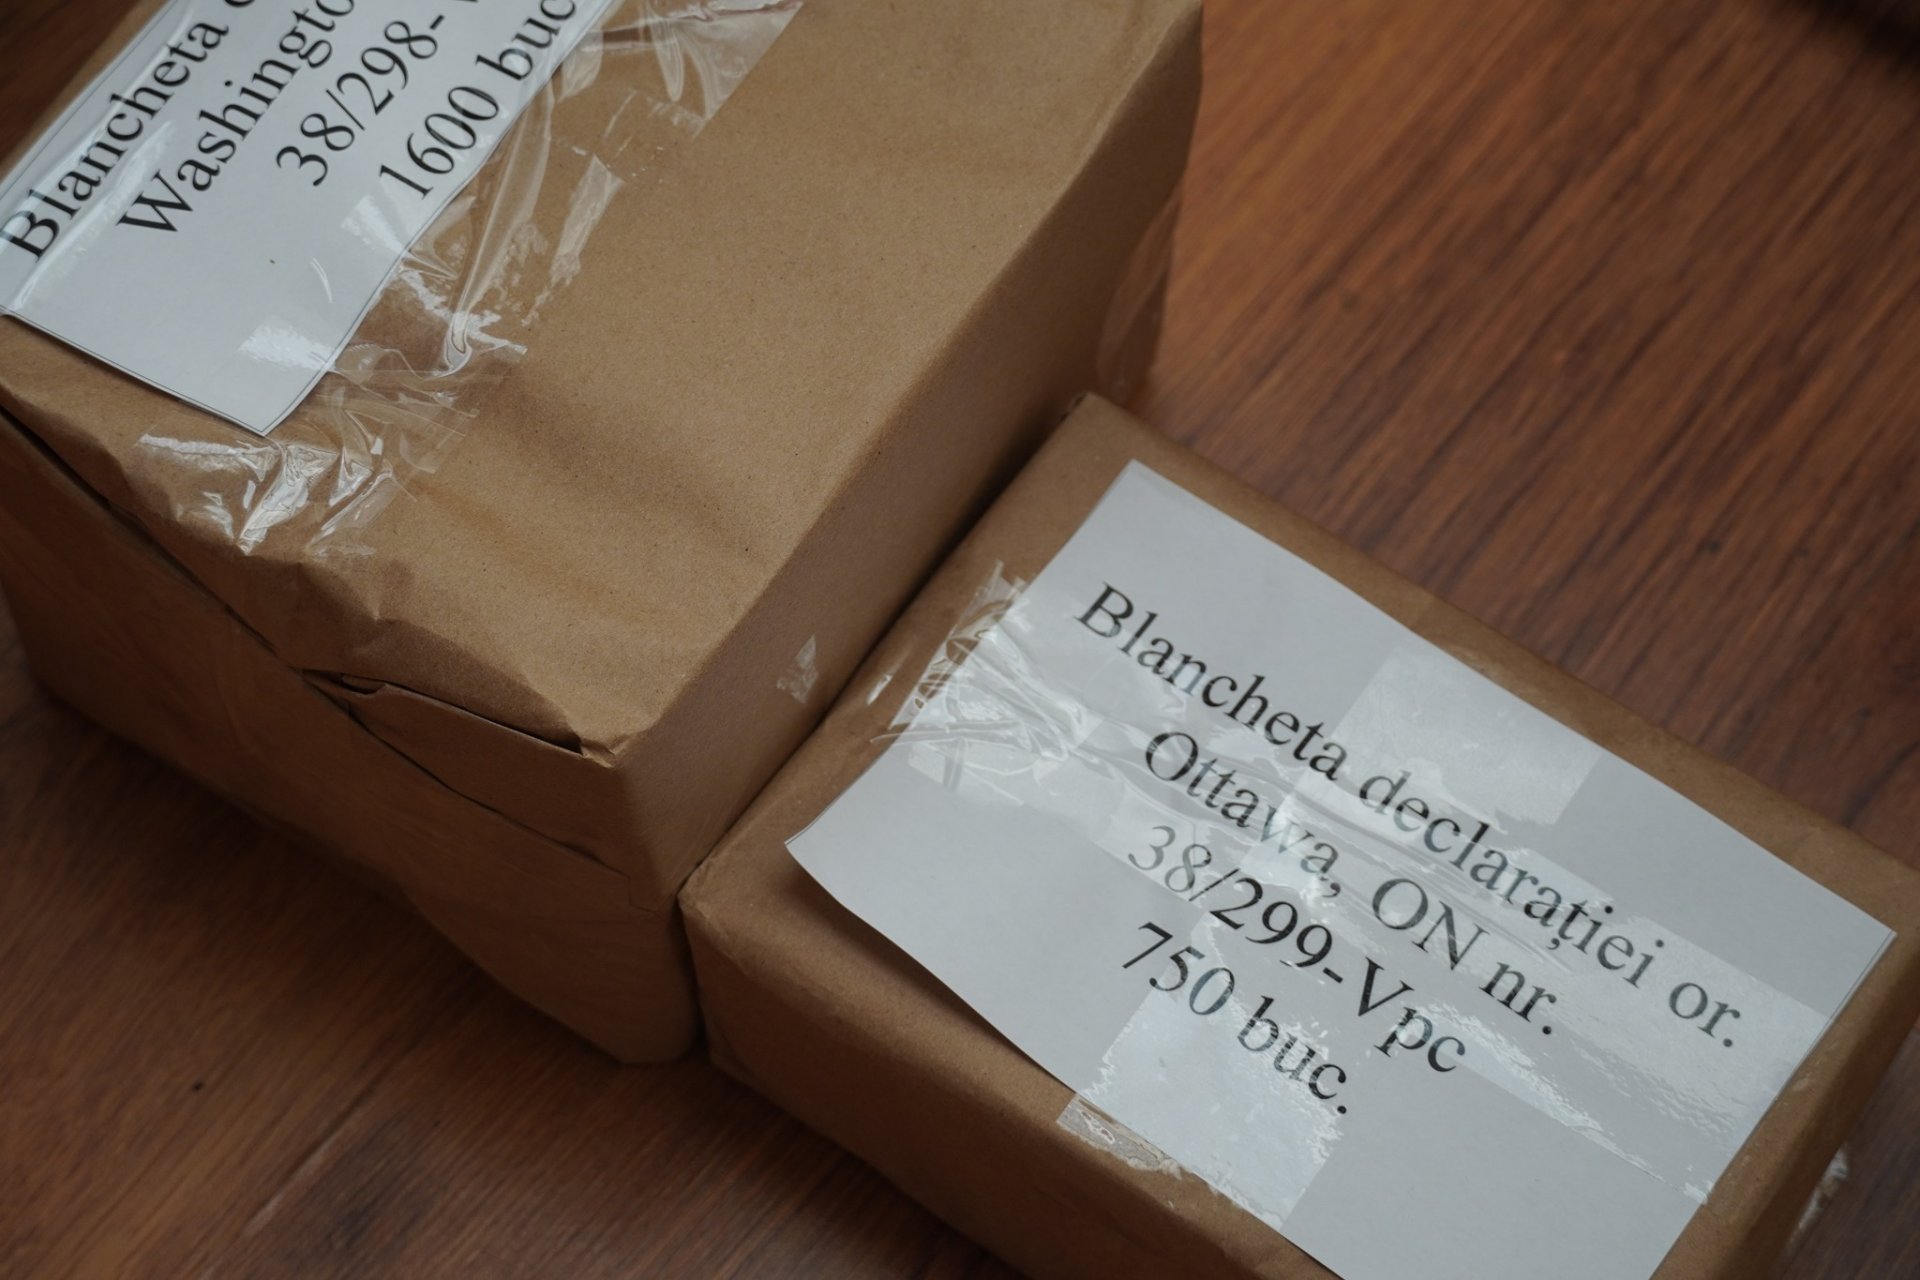 Blancheta
Washingto
38/298-
1600 buc
Blancheta declarației or.
Ottawa, ON nr.
38/299-Vpc
750 buc.